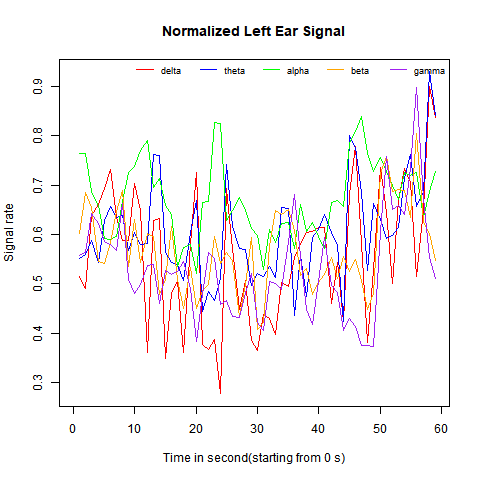 Normalized Left Ear Signal
delta theta alpha beta gamma
0.9
0.8
0.7
0.6
0.5
0.4
0.3
Signal rate
0 10 20 30 40 50 60
Time in second(starting from 0 s)